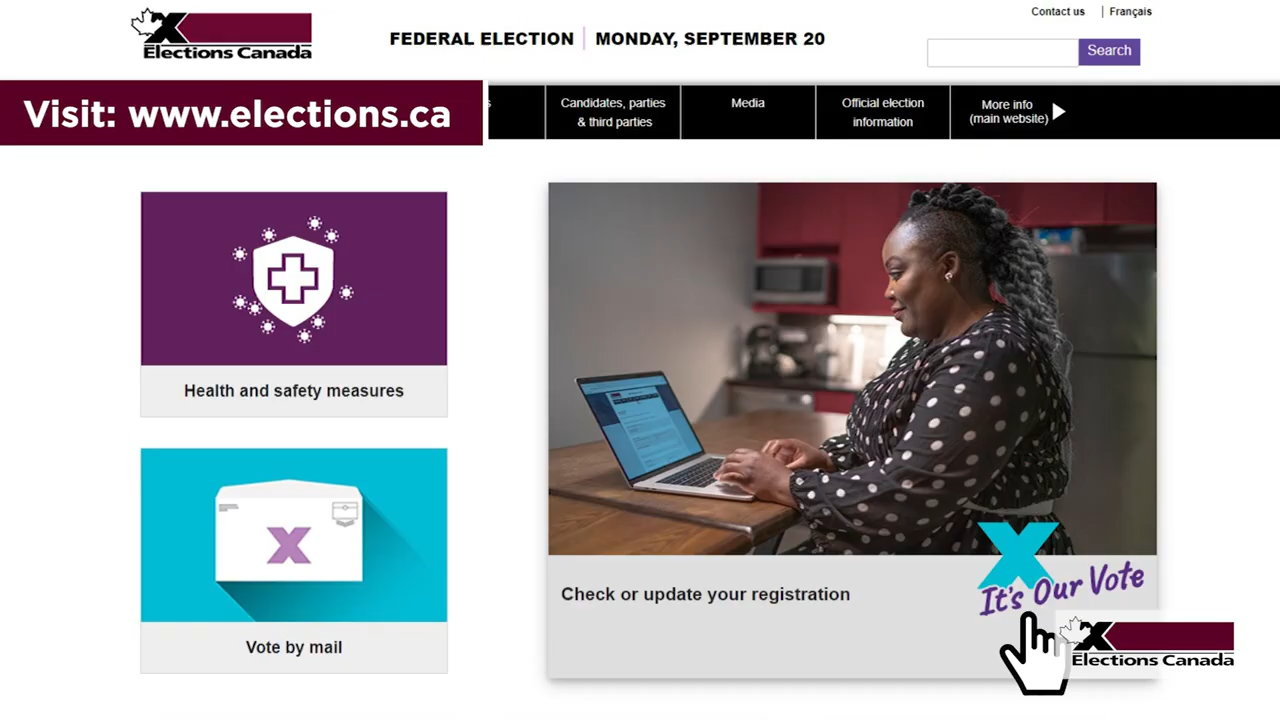 Contact us | Français
Elections Canada
FEDERAL ELECTION | MONDAY, SEPTEMBER 20
Search
Visit: www.elections.ca
s
Candidates, parties
& third parties
Media
Official election
information
More info
(main website)
Health and safety measures
Vote by mail
Check or update your registration
It's Our Vote
Elections Canada